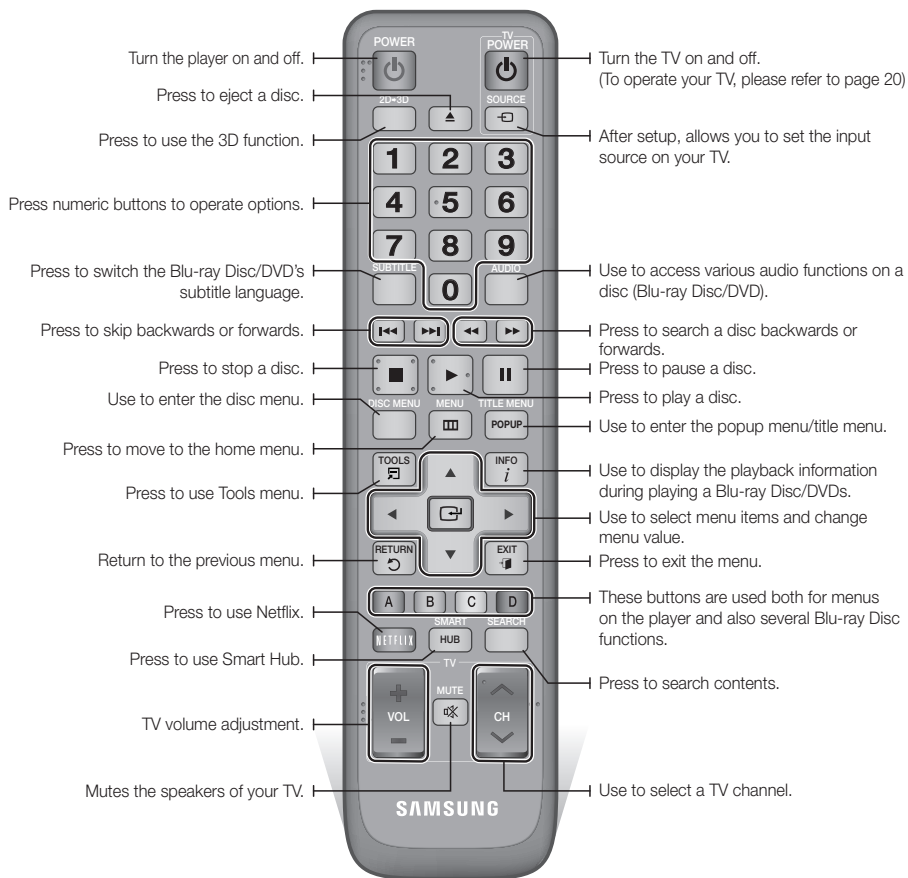 POWER
TV
POWER
Turn the player on and off.
Turn the TV on and off.
(To operate your TV, please refer to page 20)
Press to eject a disc.
2D➔3D
SOURCE
Press to use the 3D function.
After setup, allows you to set the input
source on your TV.
1 2 3
Press numeric buttons to operate options.
4 5 6
7 8 9
Press to switch the Blu-ray Disc/DVD's
subtitle language.
SUBTITLE
0
AUDIO
Use to access various audio functions on a
disc (Blu-ray Disc/DVD).
Press to skip backwards or forwards.
Press to search a disc backwards or
forwards.
Press to stop a disc.
Press to pause a disc.
Press to play a disc.
Use to enter the disc menu.
DISC MENU
MENU
TITLE MENU
POPUP
Use to enter the popup menu/title menu.
Press to move to the home menu.
TOOLS
INFO
i
Use to display the playback information
during playing a Blu-ray Disc/DVDs.
Press to use Tools menu.
Use to select menu items and change
menu value.
Return to the previous menu.
RETURN
EXIT
Press to exit the menu.
A B C D
These buttons are used both for menus
on the player and also several Blu-ray Disc
functions.
Press to use Netflix.
NETFLIX
SMART
HUB
SEARCH
Press to use Smart Hub.
Press to search contents.
TV
MUTE
VOL
CH
TV volume adjustment.
Mutes the speakers of your TV.
Use to select a TV channel.
SAMSUNG